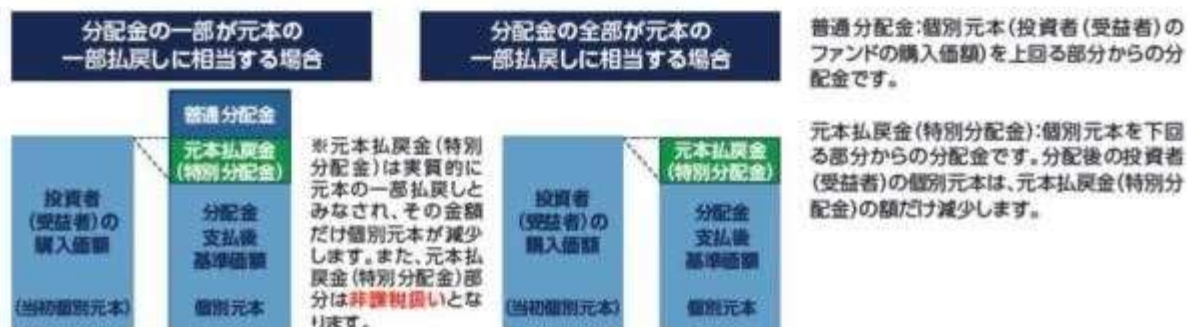 分配金の一部が元本の
一部払戻しに相当する場合
普通分配金
元本払戻金
(特別分配金)
投資者
(受益者)の
購入価額
(当初個別元本)
分配金
支払後
基準価額
個別元本
※元本払戻金(特別
分配金)は実質的に
元本の一部払戻しと
みなされ、その金額
だけ個別元本が減少
します。また、元本払
戻金(特別分配金)部
分は非課税扱いとな
ります。
分配金の全部が元本の
一部払戻しに相当する場合
元本払戻金
(特別分配金)
投資者
(受益者)の
購入価額
(当初個別元本)
分配金
支払後
基準価額
個別元本
普通分配金:個別元本(投資者(受益者)の
ファンドの購入価額)を上回る部分からの分
配金です。
元本払戻金(特別分配金):個別元本を下回
る部分からの分配金です。分配後の投資者
(受益者)の個別元本は、元本払戻金(特別分
配金)の額だけ減少します。